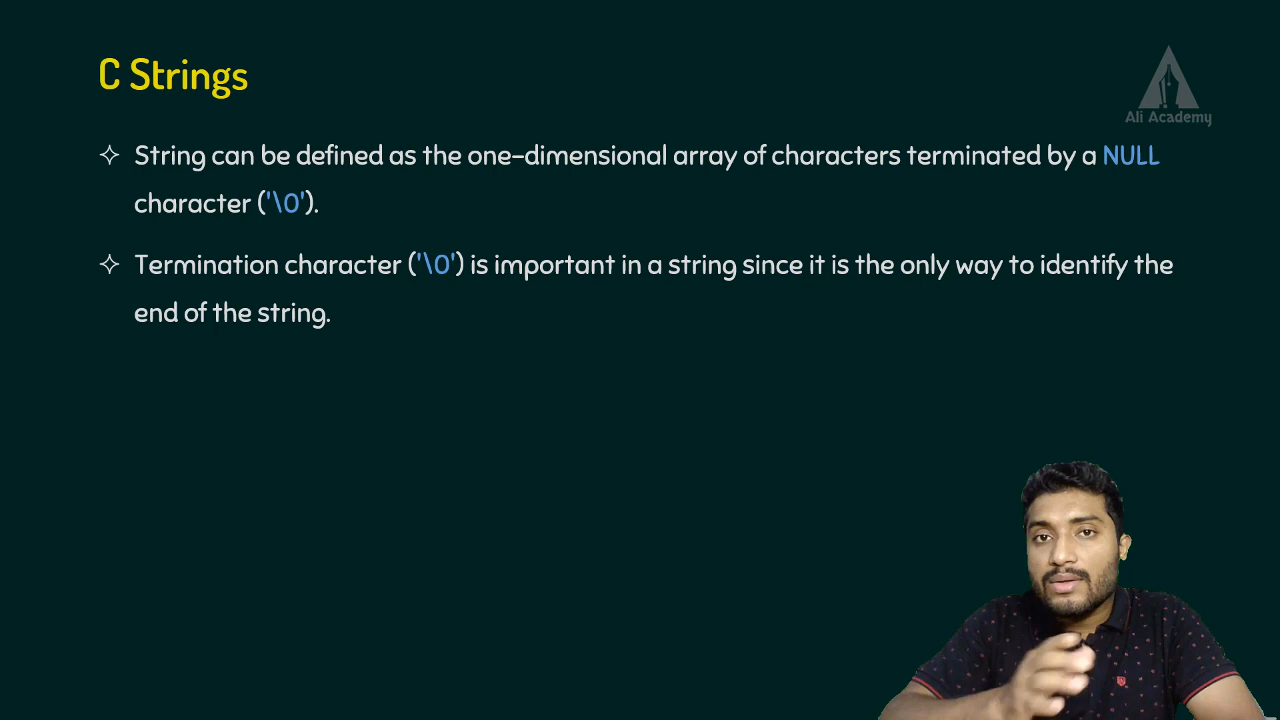 C Strings
Ali Academy
✧ String can be defined as the one-dimensional array of characters terminated by a NULL
character ('\0').
✧ Termination character ('\0') is important in a string since it is the only way to identify the
end of the string.